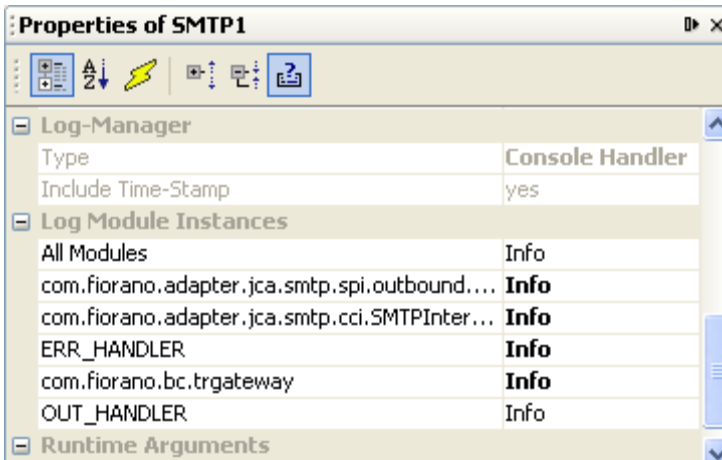 Properties of SMTP1
Log-Manager
Type Console Handler
Include Time-Stamp yes
Log Module Instances
All Modules Info
com.fiorano.adapter.jca.smtp.spi.outbound.... Info
com.fiorano.adapter.jca.smtp.cci.SMTPInter... Info
ERR_HANDLER Info
com.fiorano.bc.trgateway Info
OUT_HANDLER Info
Runtime Arguments